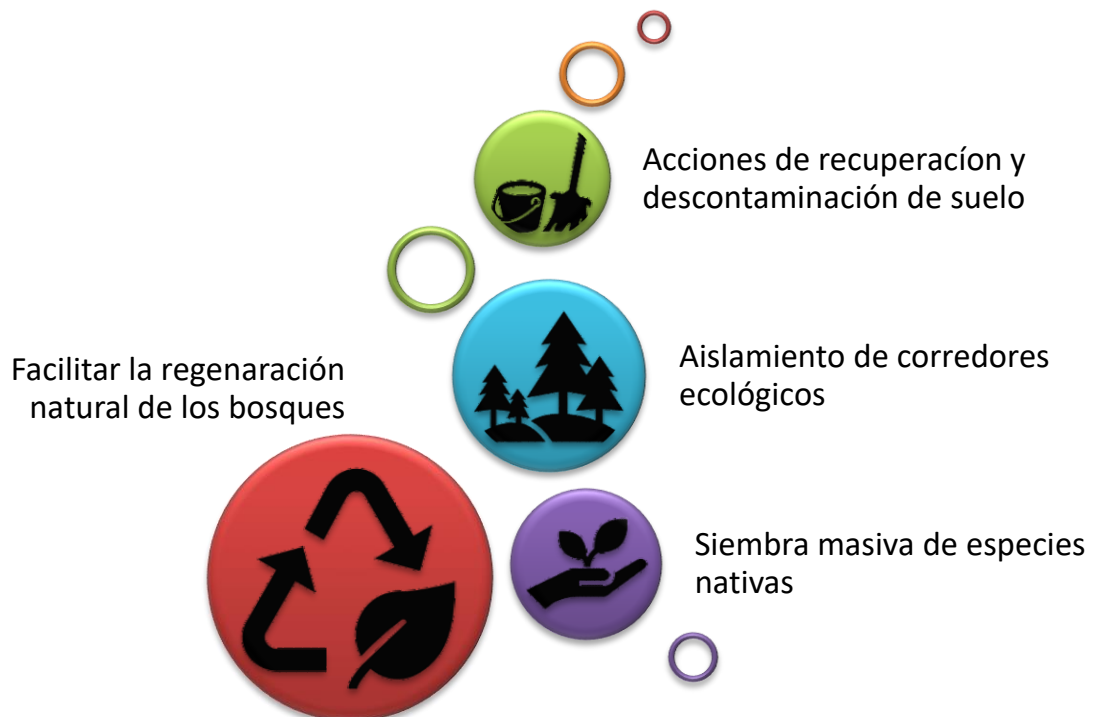 Acciones de recuperacíon y
descontaminación de suelo
Facilitar la regenaración
natural de los bosques
Aislamiento de corredores
ecológicos
Siembra masiva de especies
nativas